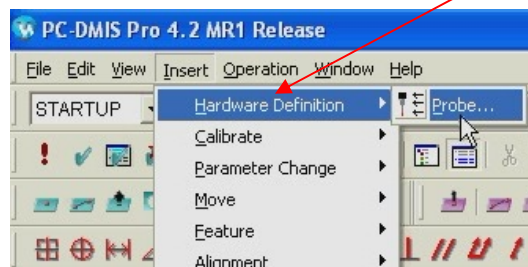 PC-DMIS Pro 4.2 MR1 Release
File Edit View Insert Operation Window Help
STARTUP
Hardware Definition
Probe...
Calibrate
Parameter Change
Move
Feature
Alignment